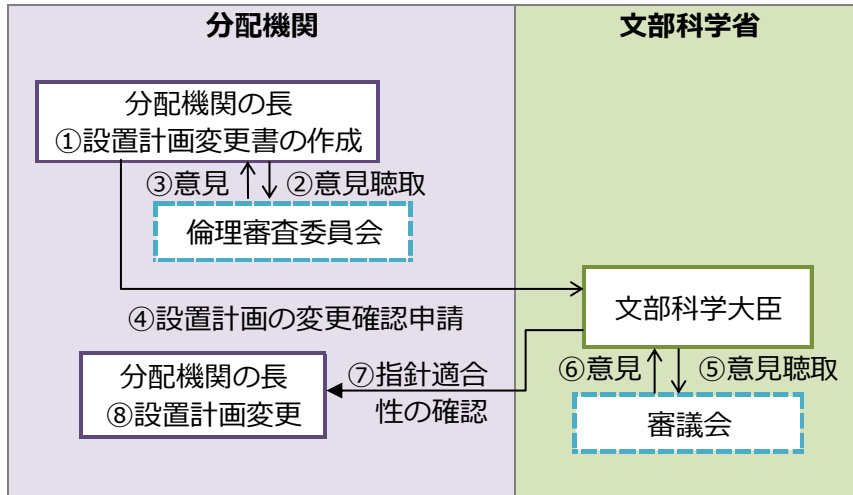 分配機関
文部科学省
分配機関の長
①設置計画変更書の作成
③意見
②意見聴取
倫理審査委員会
④設置計画の変更確認申請
文部科学大臣
⑥意見
⑤意見聴取
審議会
⑦指針適合
性の確認
分配機関の長
⑧設置計画変更